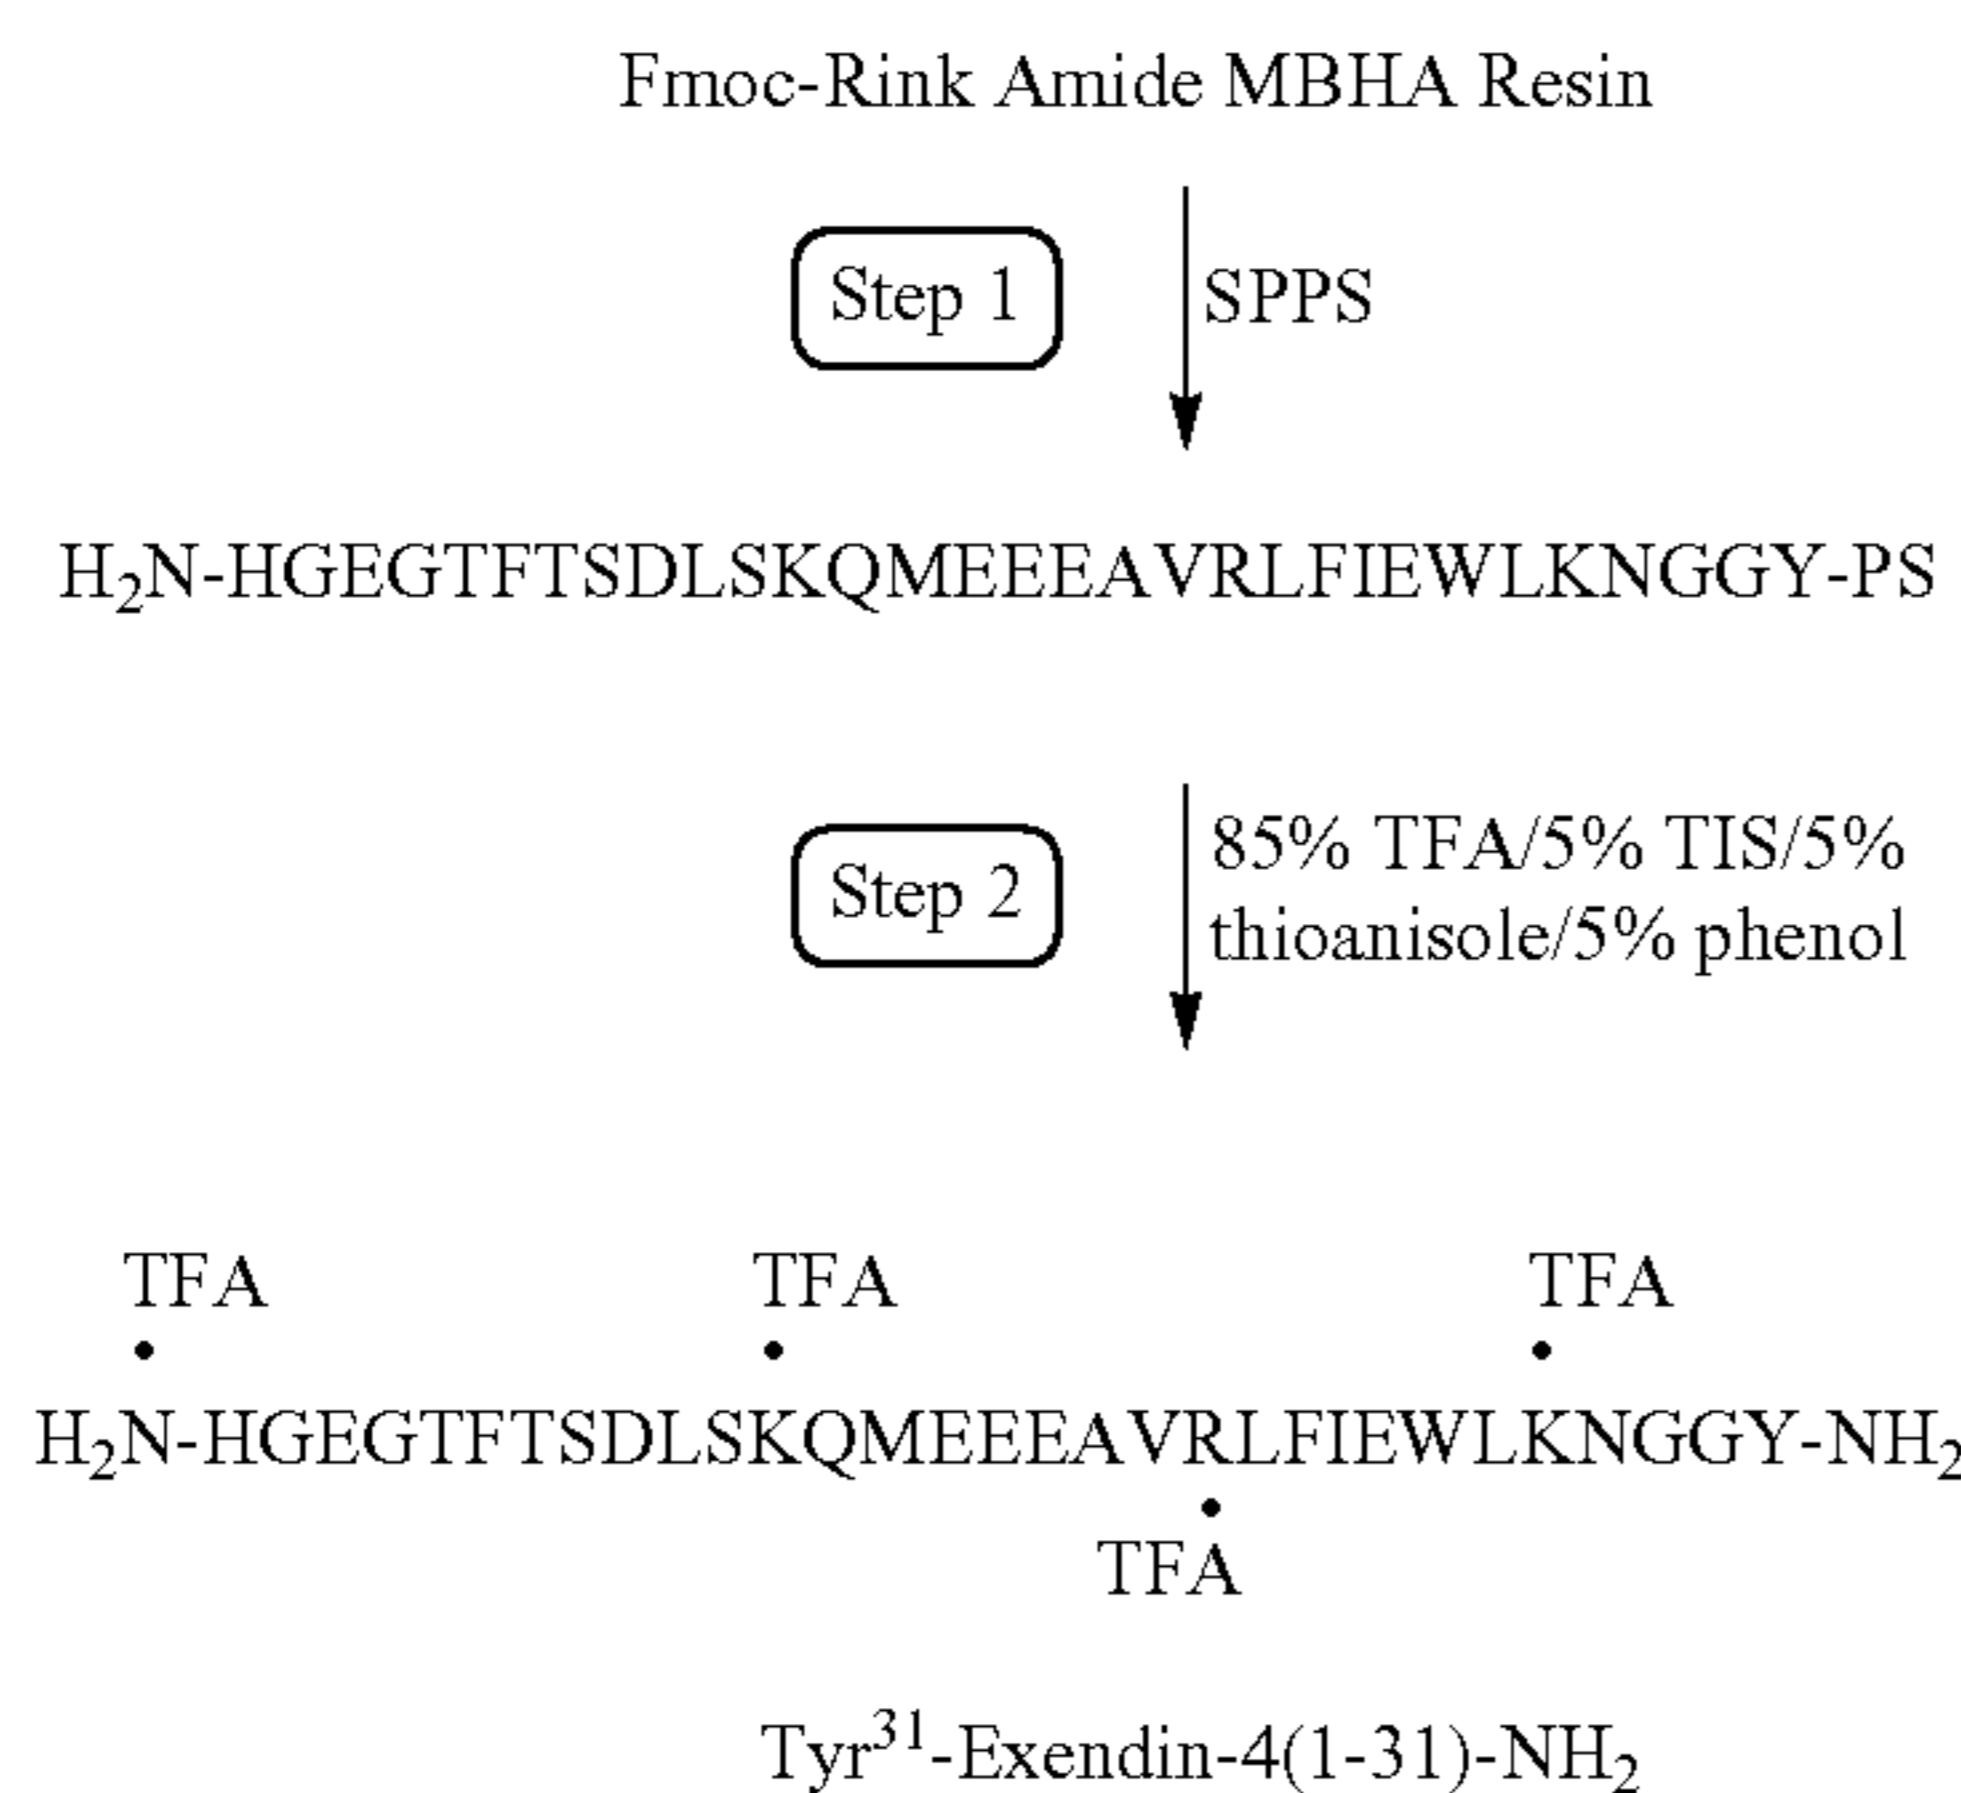 Fmoc-Rink Amide MBHA Resin
Step 1
SPPS
H₂N-HGEGTFTSDLSKQMEEEAVRLFIEWLKNGGY-PS
Step 2
85% TFA/5% TIS/5%
thioanisole/5% phenol
TFA TFA TFA
• • •
H₂N-HGEGTFTSDLSKQMEEEAVRLFIEWLKNGGY-NH₂
•
TFA
Tyr³¹-Exendin-4(1-31)-NH₂